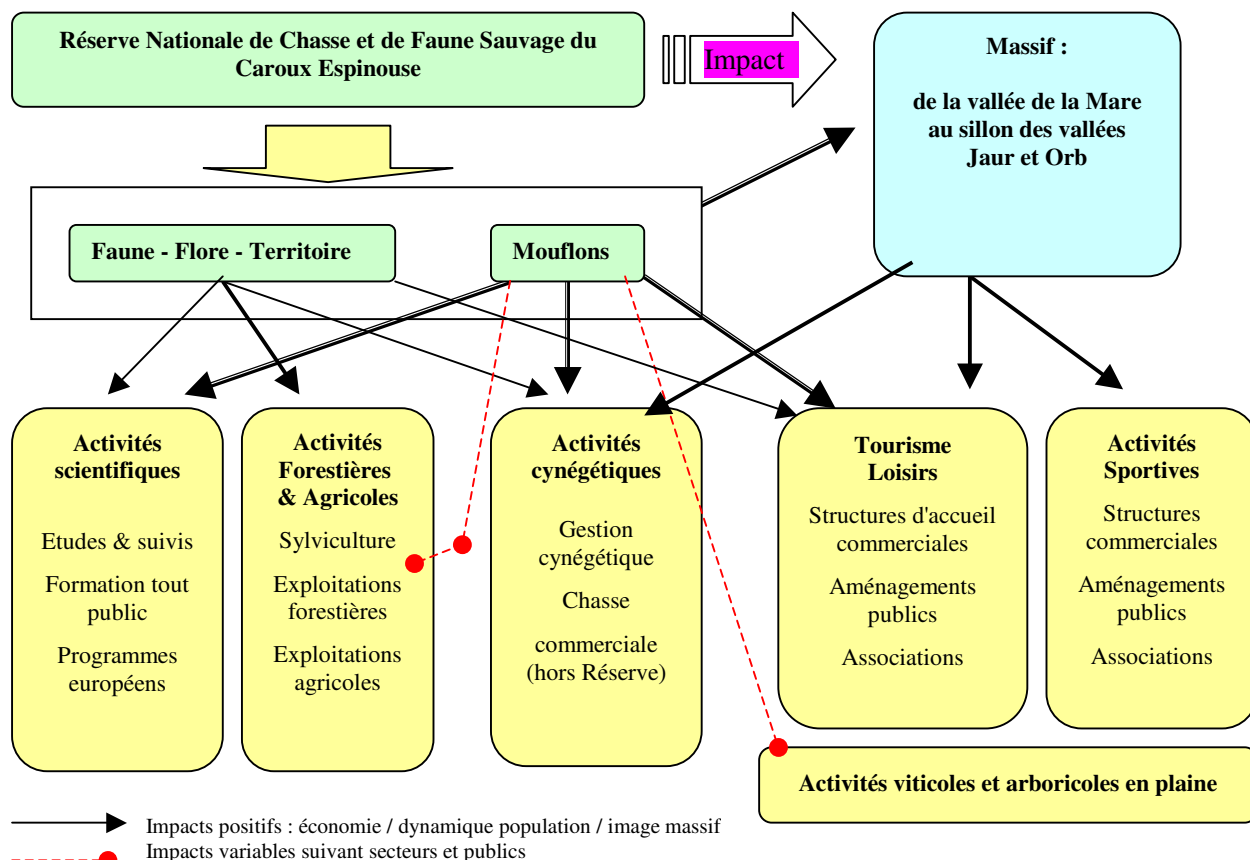 Réserve Nationale de Chasse et de Faune Sauvage du
Caroux Espinouse
Impact
Massif :
de la vallée de la Mare
au sillon des vallées
Jaur et Orb
Faune - Flore - Territoire
Mouflons
Activités
scientifiques
Etudes & suivis
Formation tout
public
Programmes
européens
Activités
Forestières
& Agricoles
Sylviculture
Exploitations
forestières
Exploitations
agricoles
Activités
cynégétiques
Gestion
cynégétique
Chasse
commerciale
(hors Réserve)
Tourisme
Loisirs
Structures d'accueil
commerciales
Aménagements
publics
Associations
Activités
Sportives
Structures
commerciales
Aménagements
publics
Associations
Activités viticoles et arboricoles en plaine
Impacts positifs : économie / dynamique population / image massif
Impacts variables suivant secteurs et publics